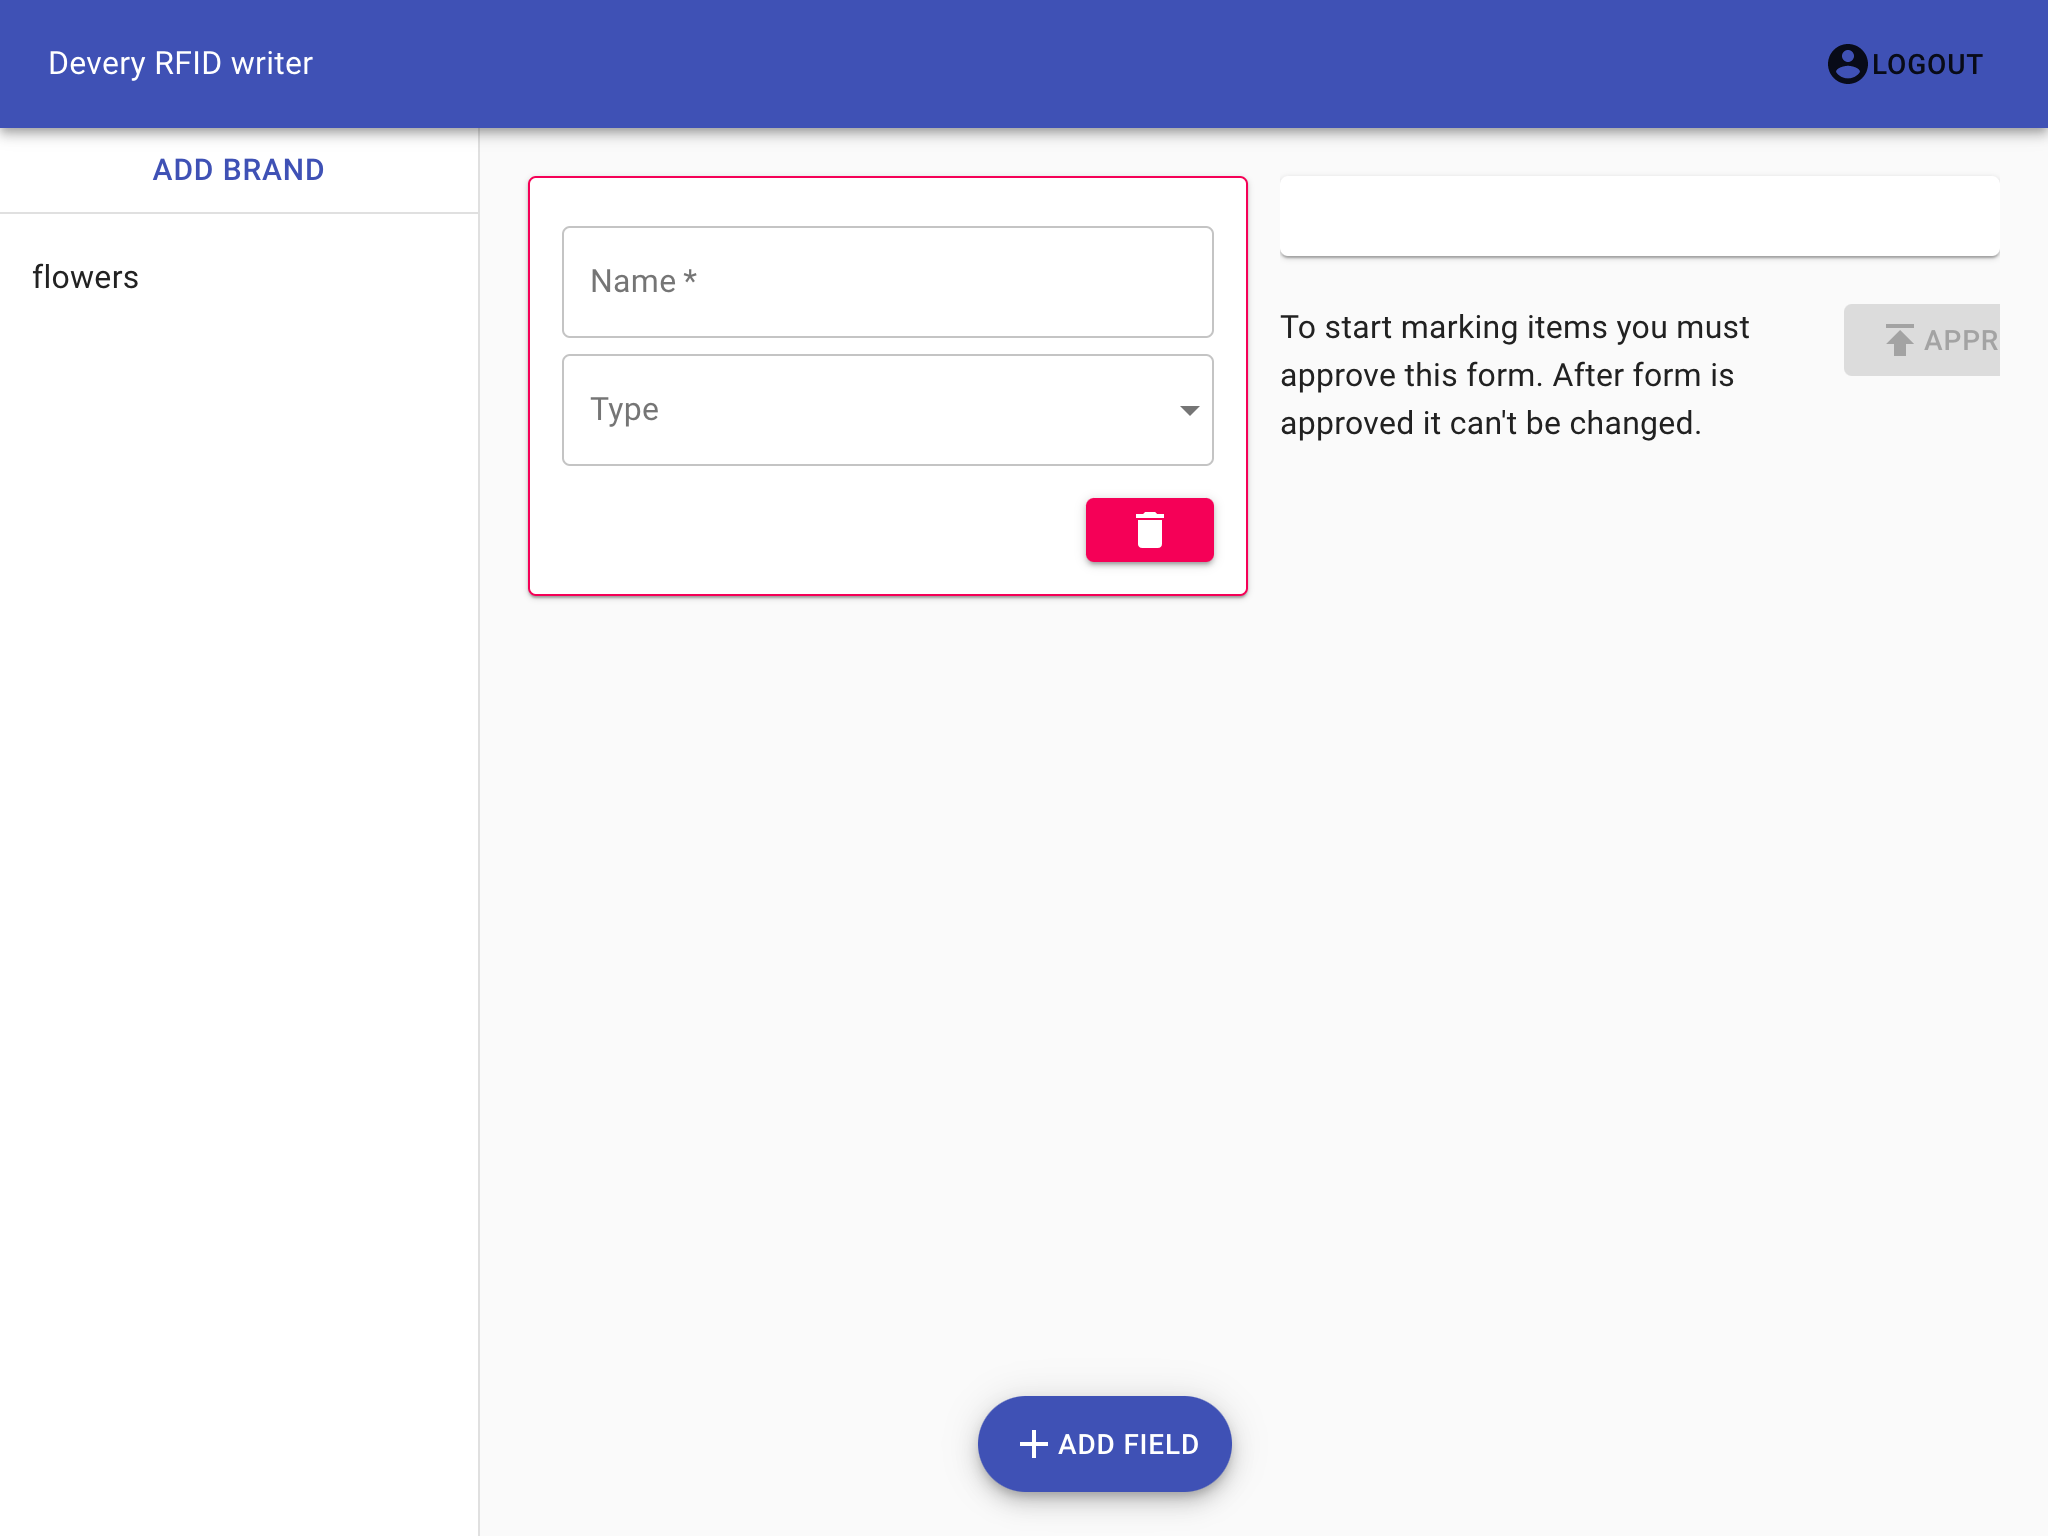 Devery RFID writer
LOGOUT
ADD BRAND
flowers
Name *
Type
To start marking items you must
approve this form. After form is
approved it can't be changed.
APPR
ADD FIELD